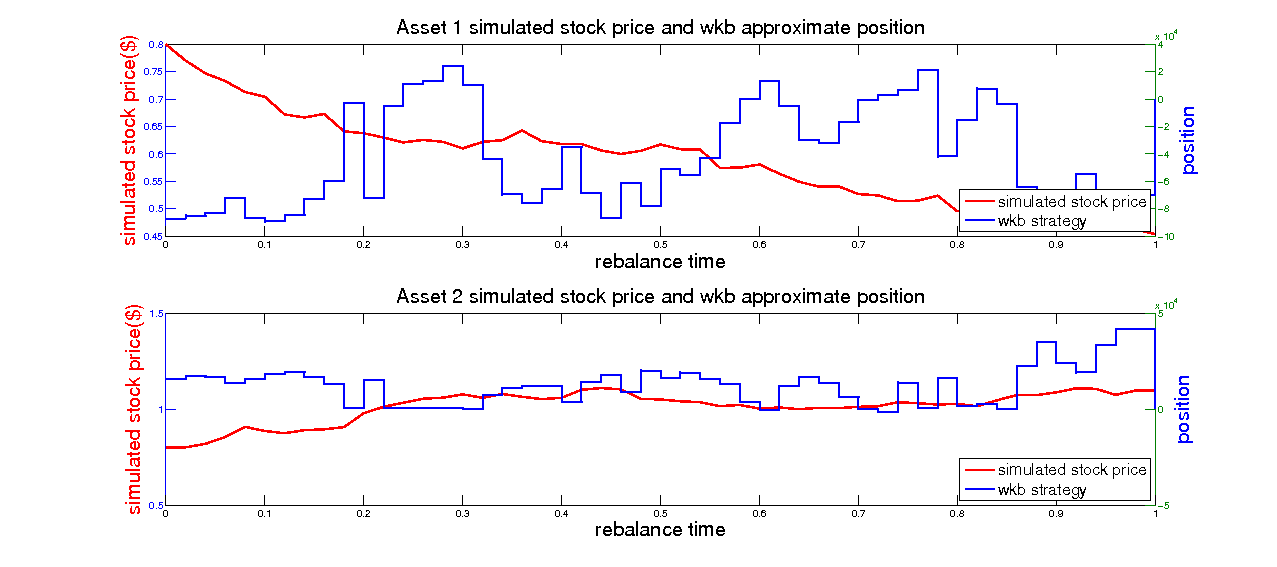 Asset 1 simulated stock price and wkb approximate position
simulated stock price($)
x 10^4
0.8
0.75
0.7
0.65
0.6
0.55
0.5
0.45
4
2
0
−2
−4
−6
−8
−10
position
simulated stock price
wkb strategy
0 0.1 0.2 0.3 0.4 0.5 0.6 0.7 0.8 0.9 1
rebalance time
Asset 2 simulated stock price and wkb approximate position
simulated stock price($)
x 10^4
1.5
1
0.5
5
0
−5
position
simulated stock price
wkb strategy
0 0.1 0.2 0.3 0.4 0.5 0.6 0.7 0.8 0.9 1
rebalance time